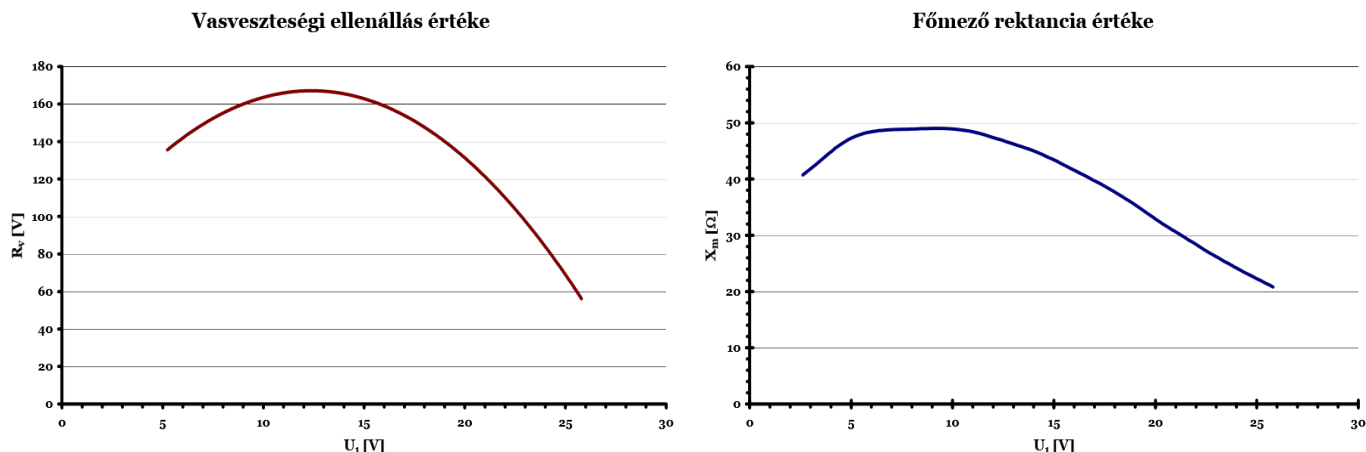 Vasveszteségi ellenállás értéke
180
160
140
120
100
80
60
40
20
0
R_v [V]
0 5 10 15 20 25 30
U₁ [V]
Főmező rektancia értéke
60
50
40
30
20
10
0
X_m [Ω]
0 5 10 15 20 25 30
U₁ [V]